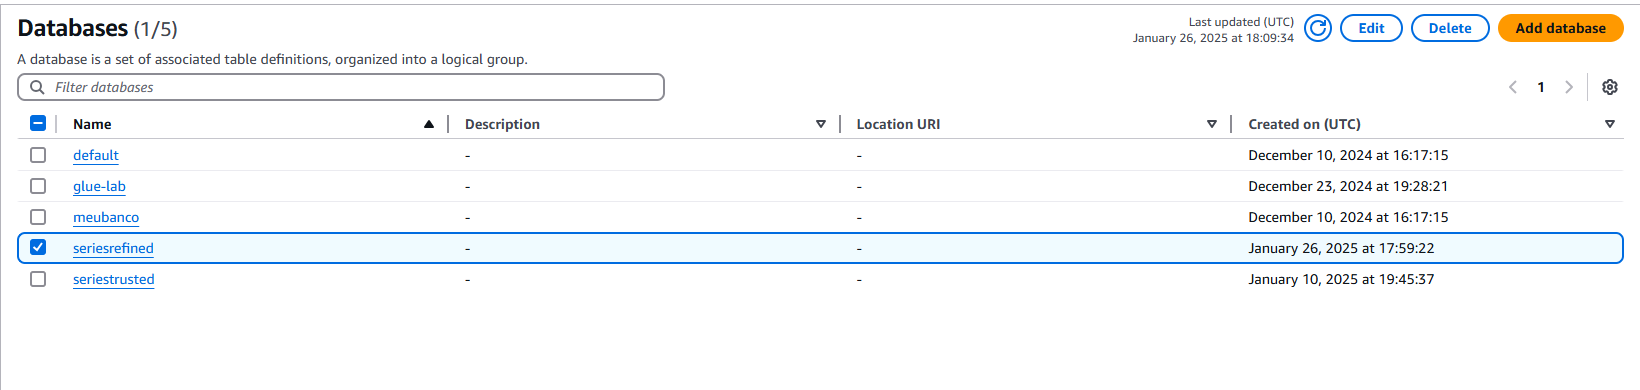 Databases (1/5)
Last updated (UTC)
January 26, 2025 at 18:09:34
Edit
Delete
Add database
A database is a set of associated table definitions, organized into a logical group.
Filter databases
1
Name Description Location URI Created on (UTC)
default - - December 10, 2024 at 16:17:15
glue-lab - - December 23, 2024 at 19:28:21
meubanco - - December 10, 2024 at 16:17:15
seriesrefined - - January 26, 2025 at 17:59:22
seriestrusted - - January 10, 2025 at 19:45:37